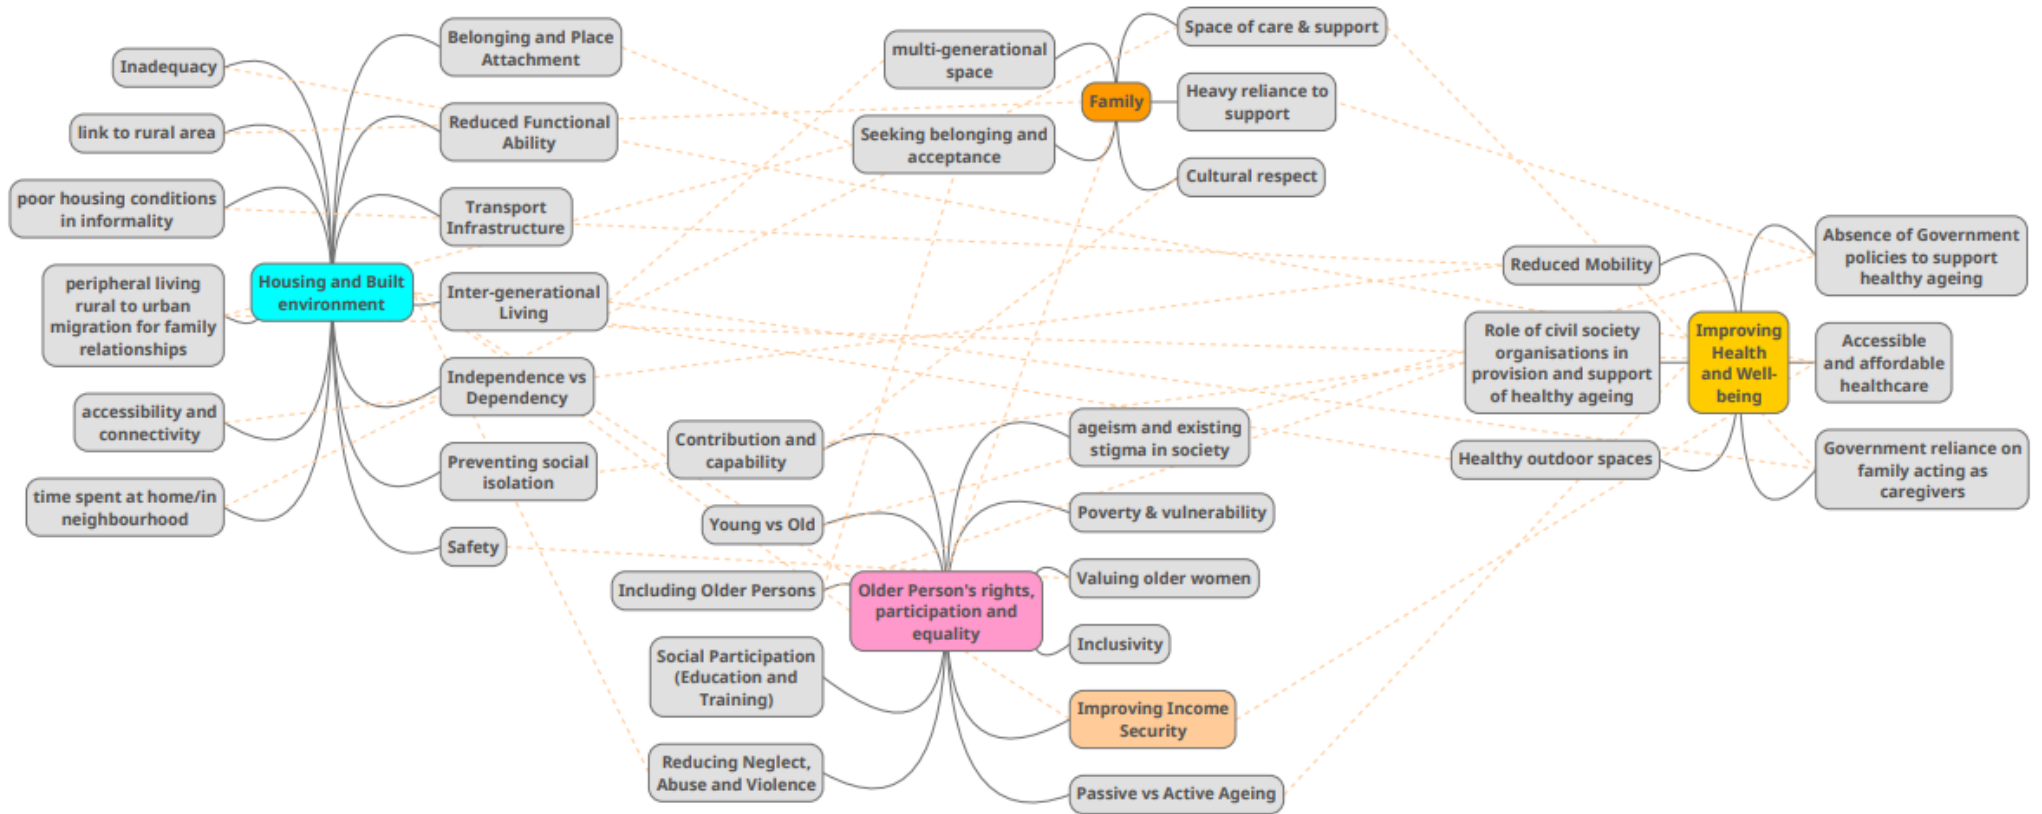 Inadequacy
link to rural area
poor housing conditions
in informality
peripheral living
rural to urban
migration for family
relationships
accessibility and
connectivity
time spent at home/in
neighbourhood
Housing and Built
environment
Belonging and Place
Attachment
Reduced Functional
Ability
Transport
Infrastructure
Inter-generational
Living
Independence vs
Dependency
Preventing social
isolation
Safety
multi-generational
space
Seeking belonging and
acceptance
Family
Space of care & support
Heavy reliance to
support
Cultural respect
Contribution and
capability
Young vs Old
Including Older Persons
Social Participation
(Education and
Training)
Reducing Neglect,
Abuse and Violence
Older Person's rights,
participation and
equality
ageism and existing
stigma in society
Poverty & vulnerability
Valuing older women
Inclusivity
Improving Income
Security
Passive vs Active Ageing
Reduced Mobility
Role of civil society
organisations in
provision and support
of healthy ageing
Healthy outdoor spaces
Improving
Health
and Well-
being
Absence of Government
policies to support
healthy ageing
Accessible
and affordable
healthcare
Government reliance on
family acting as
caregivers